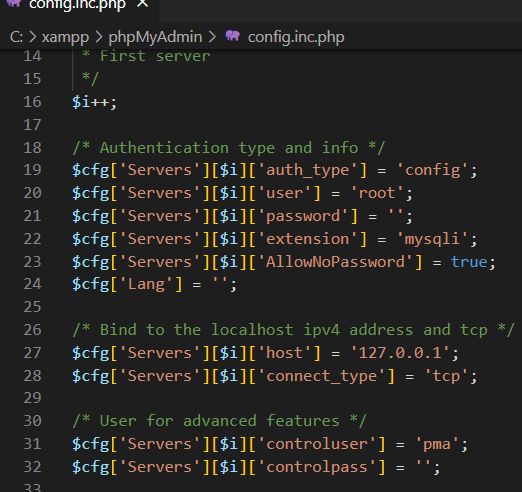 config.inc.php ×
C: > xampp > phpMyAdmin > config.inc.php
14 * First server
15 */
16 $i++;
17
18 /* Authentication type and info */
19 $cfg['Servers'][$i]['auth_type'] = 'config';
20 $cfg['Servers'][$i]['user'] = 'root';
21 $cfg['Servers'][$i]['password'] = '';
22 $cfg['Servers'][$i]['extension'] = 'mysqli';
23 $cfg['Servers'][$i]['AllowNoPassword'] = true;
24 $cfg['Lang'] = '';
25
26 /* Bind to the localhost ipv4 address and tcp */
27 $cfg['Servers'][$i]['host'] = '127.0.0.1';
28 $cfg['Servers'][$i]['connect_type'] = 'tcp';
29
30 /* User for advanced features */
31 $cfg['Servers'][$i]['controluser'] = 'pma';
32 $cfg['Servers'][$i]['controlpass'] = '';
33